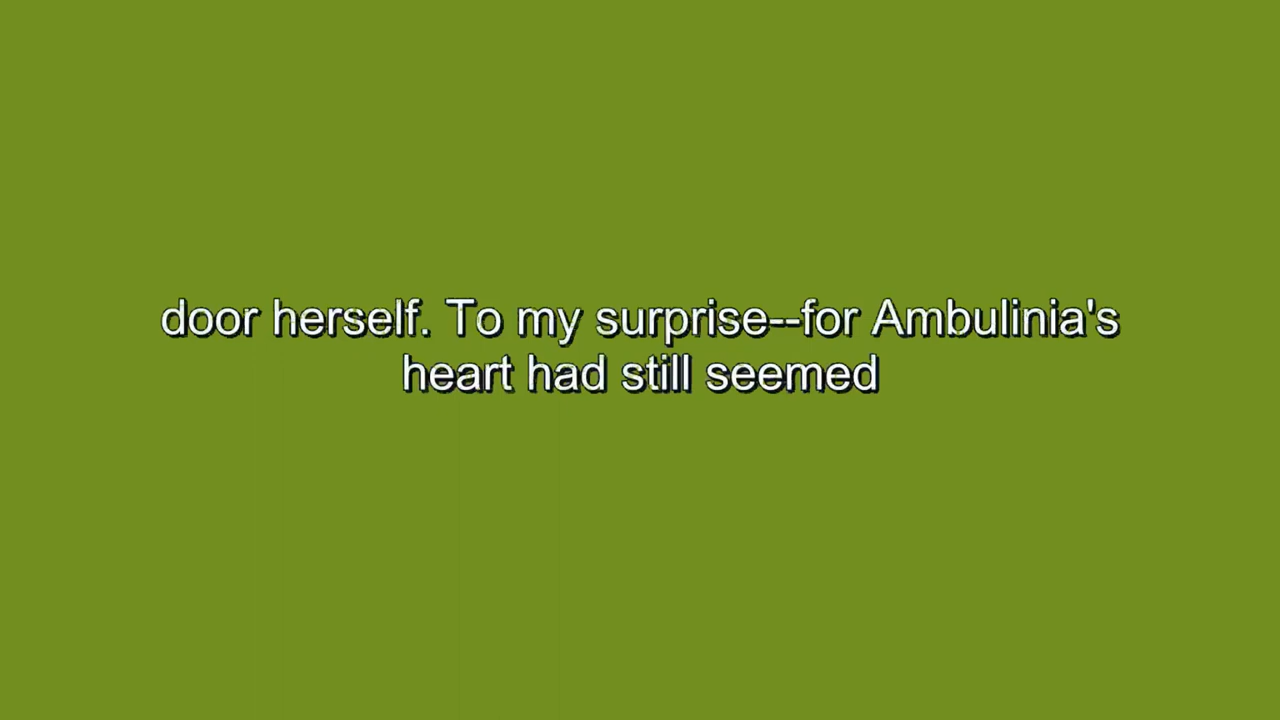 door herself. To my surprise--for Ambulinia's
heart had still seemed